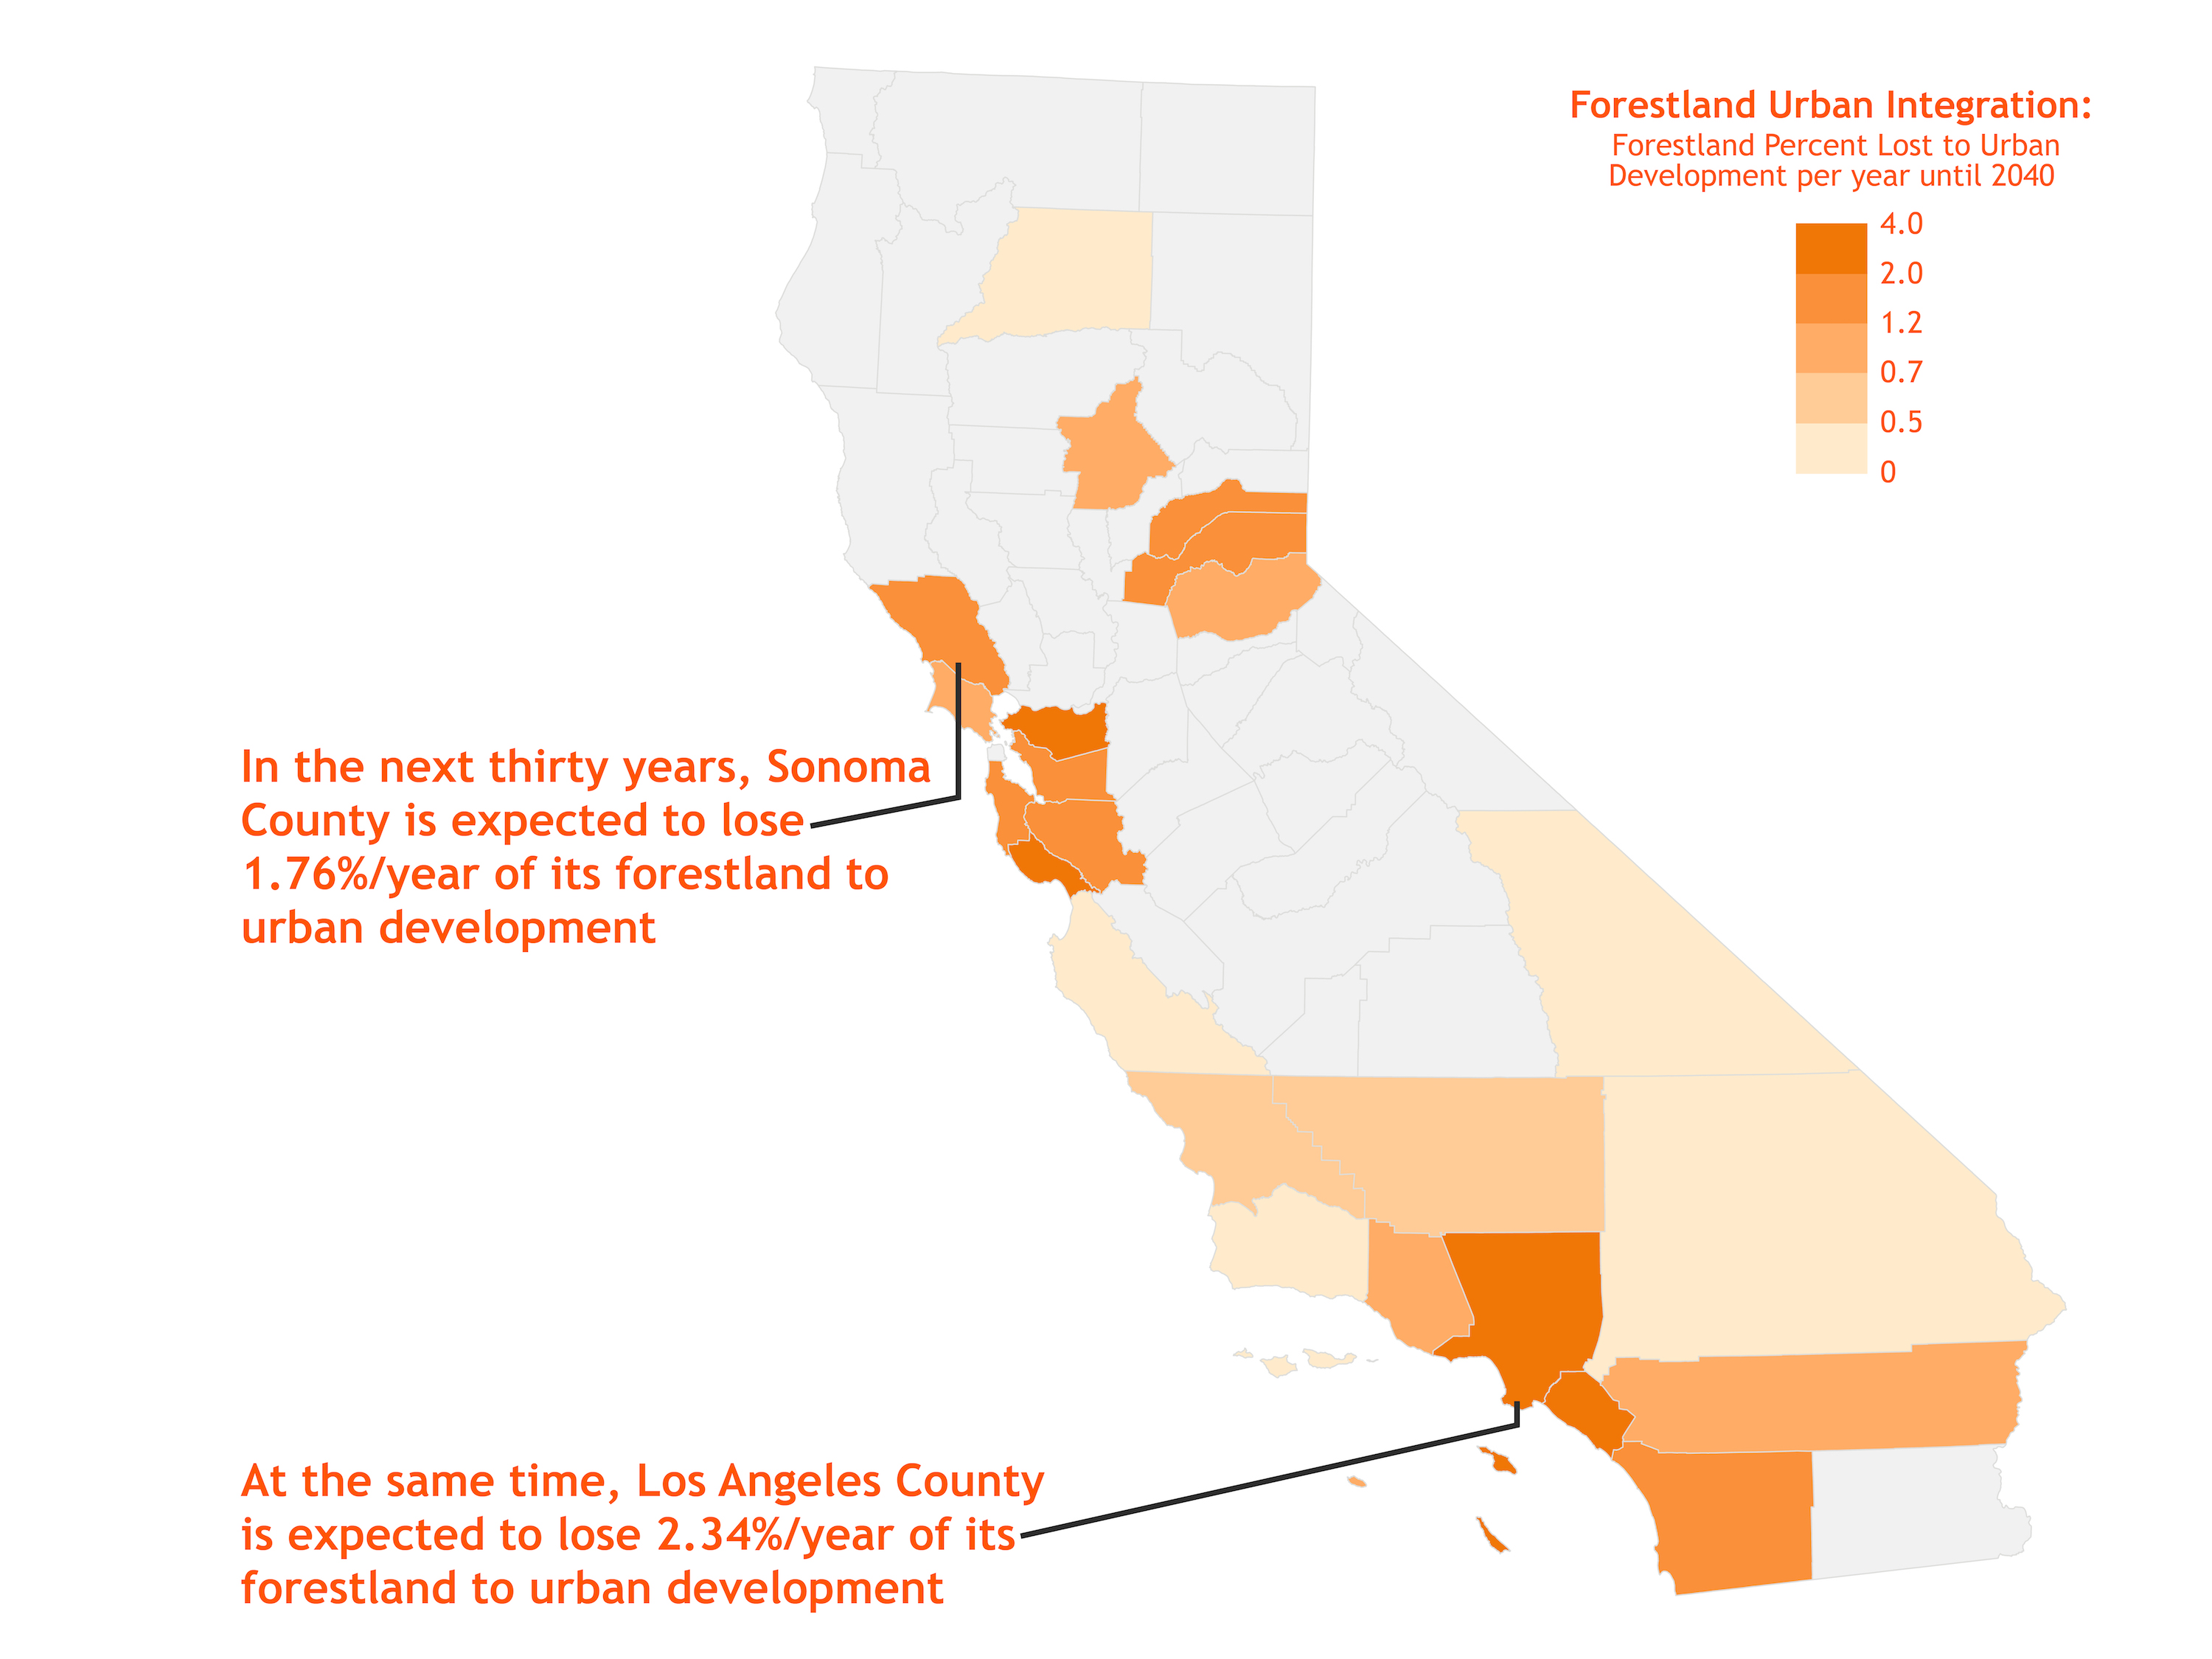 Forestland Urban Integration:
Forestland Percent Lost to Urban
Development per year until 2040
4.0
2.0
1.2
0.7
0.5
0
In the next thirty years, Sonoma
County is expected to lose
1.76%/year of its forestland to
urban development
At the same time, Los Angeles County
is expected to lose 2.34%/year of its
forestland to urban development